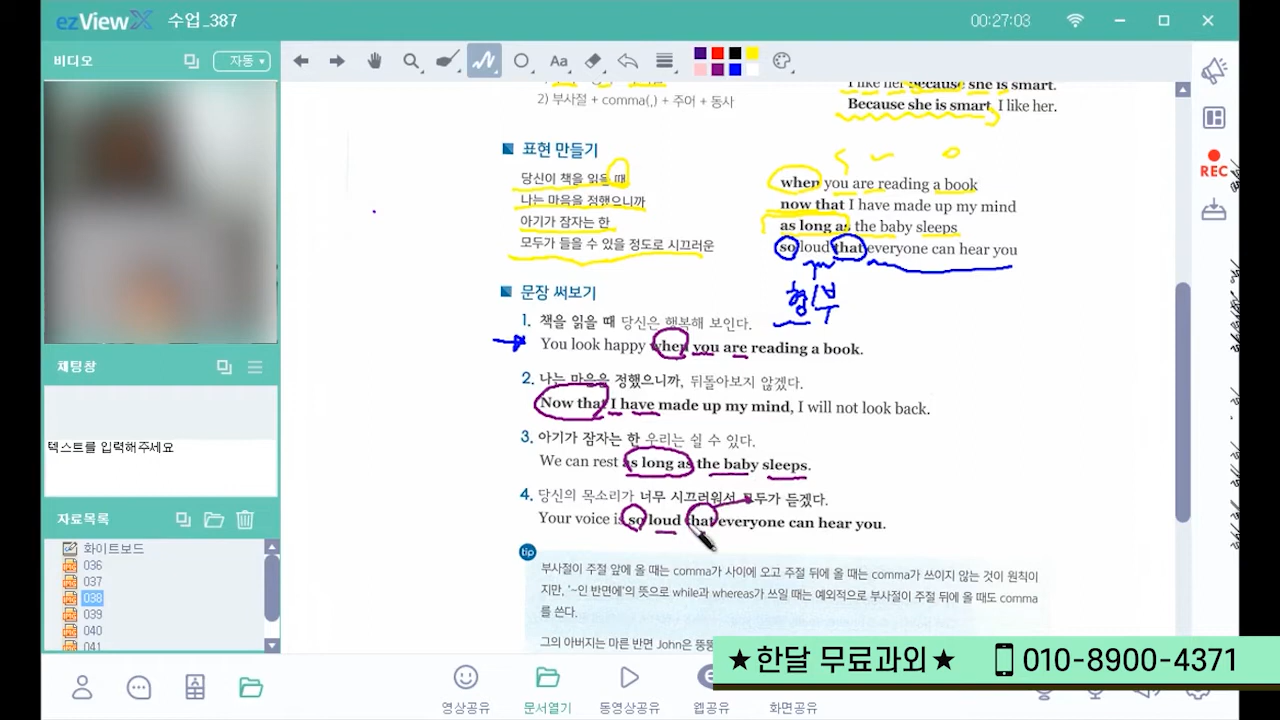 ezViewX 수업_387 00:27:03
비디오 자동
REC
I like her because she is smart.
2) 부사절 + comma(,) + 주어 + 동사 Because she is smart, I like her.
표현 만들기
당신이 책을 읽을 때 when you are reading a book
나는 마음을 정했으니까 now that I have made up my mind
아기가 잠자는 한 as long as the baby sleeps
모두가 들을 수 있을 정도로 시끄러운 so loud that everyone can hear you
형/부
문장 써보기
1. 책을 읽을 때 당신은 행복해 보인다.
You look happy when you are reading a book.
2. 나는 마음을 정했으니까, 뒤돌아보지 않겠다.
Now that I have made up my mind, I will not look back.
3. 아기가 잠자는 한 우리는 쉴 수 있다.
We can rest as long as the baby sleeps.
4. 당신의 목소리가 너무 시끄러워서 모두가 듣겠다.
Your voice is so loud that everyone can hear you.
tip
부사절이 주절 앞에 올 때는 comma가 사이에 오고 주절 뒤에 올 때는 comma가 쓰이지 않는 것이 원칙이
지만, '~인 반면에'의 뜻으로 while과 whereas가 쓰일 때는 예외적으로 부사절이 주절 뒤에 올 때도 comma
를 쓴다.
그의 아버지는 마른 반면 John은 뚱뚱
채팅창
텍스트를 입력해주세요
자료목록
화이트보드
036
037
038
039
040
041
★한달 무료과외★ 010-8900-4371
영상공유 문서열기 동영상공유 웹공유 화면공유